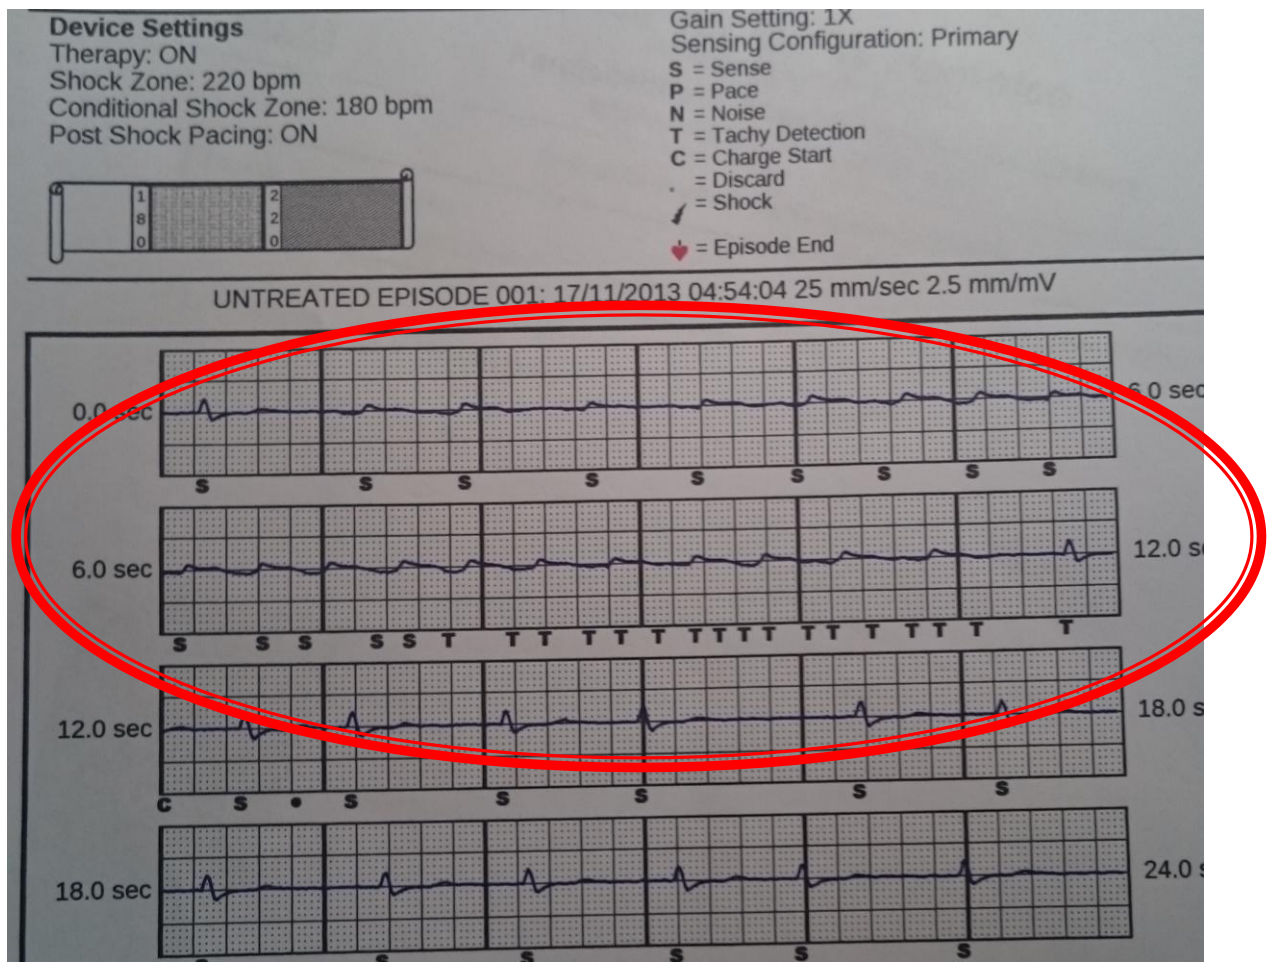 Device Settings
Therapy: ON
Shock Zone: 220 bpm
Conditional Shock Zone: 180 bpm
Post Shock Pacing: ON
180
220
Gain Setting: 1X
Sensing Configuration: Primary
S = Sense
P = Pace
N = Noise
T = Tachy Detection
C = Charge Start
. = Discard
= Shock
= Episode End
UNTREATED EPISODE 001: 17/11/2013 04:54:04 25 mm/sec 2.5 mm/mV
0.0 sec
6.0 sec
S S S S S S S S S
6.0 sec
12.0 s
S S S S S T T T T T T T T T T T T T T T T T
12.0 sec
18.0 s
C S • S S S S S
18.0 sec
24.0 s
S S S S S S